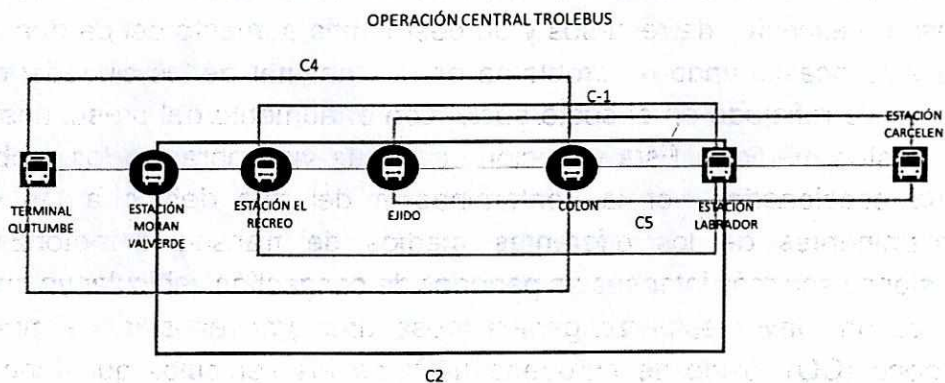 OPERACIÓN CENTRAL TROLEBUS
C4
C-1
ESTACIÓN
CARCELEN
TERMINAL
QUITUMBE
ESTACIÓN
MORAN
VALVERDE
ESTACIÓN EL
RECREO
EJIDO
COLON
C5
ESTACIÓN
LABRADOR
C2